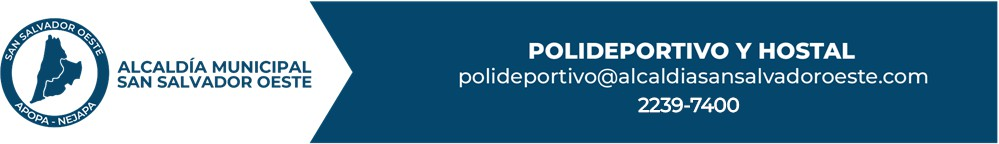 SAN SALVADOR OESTE
APOPA - NEJAPA
ALCALDÍA MUNICIPAL
SAN SALVADOR OESTE
POLIDEPORTIVO Y HOSTAL
polideportivo@alcaldiasansalvadoroeste.com
2239-7400